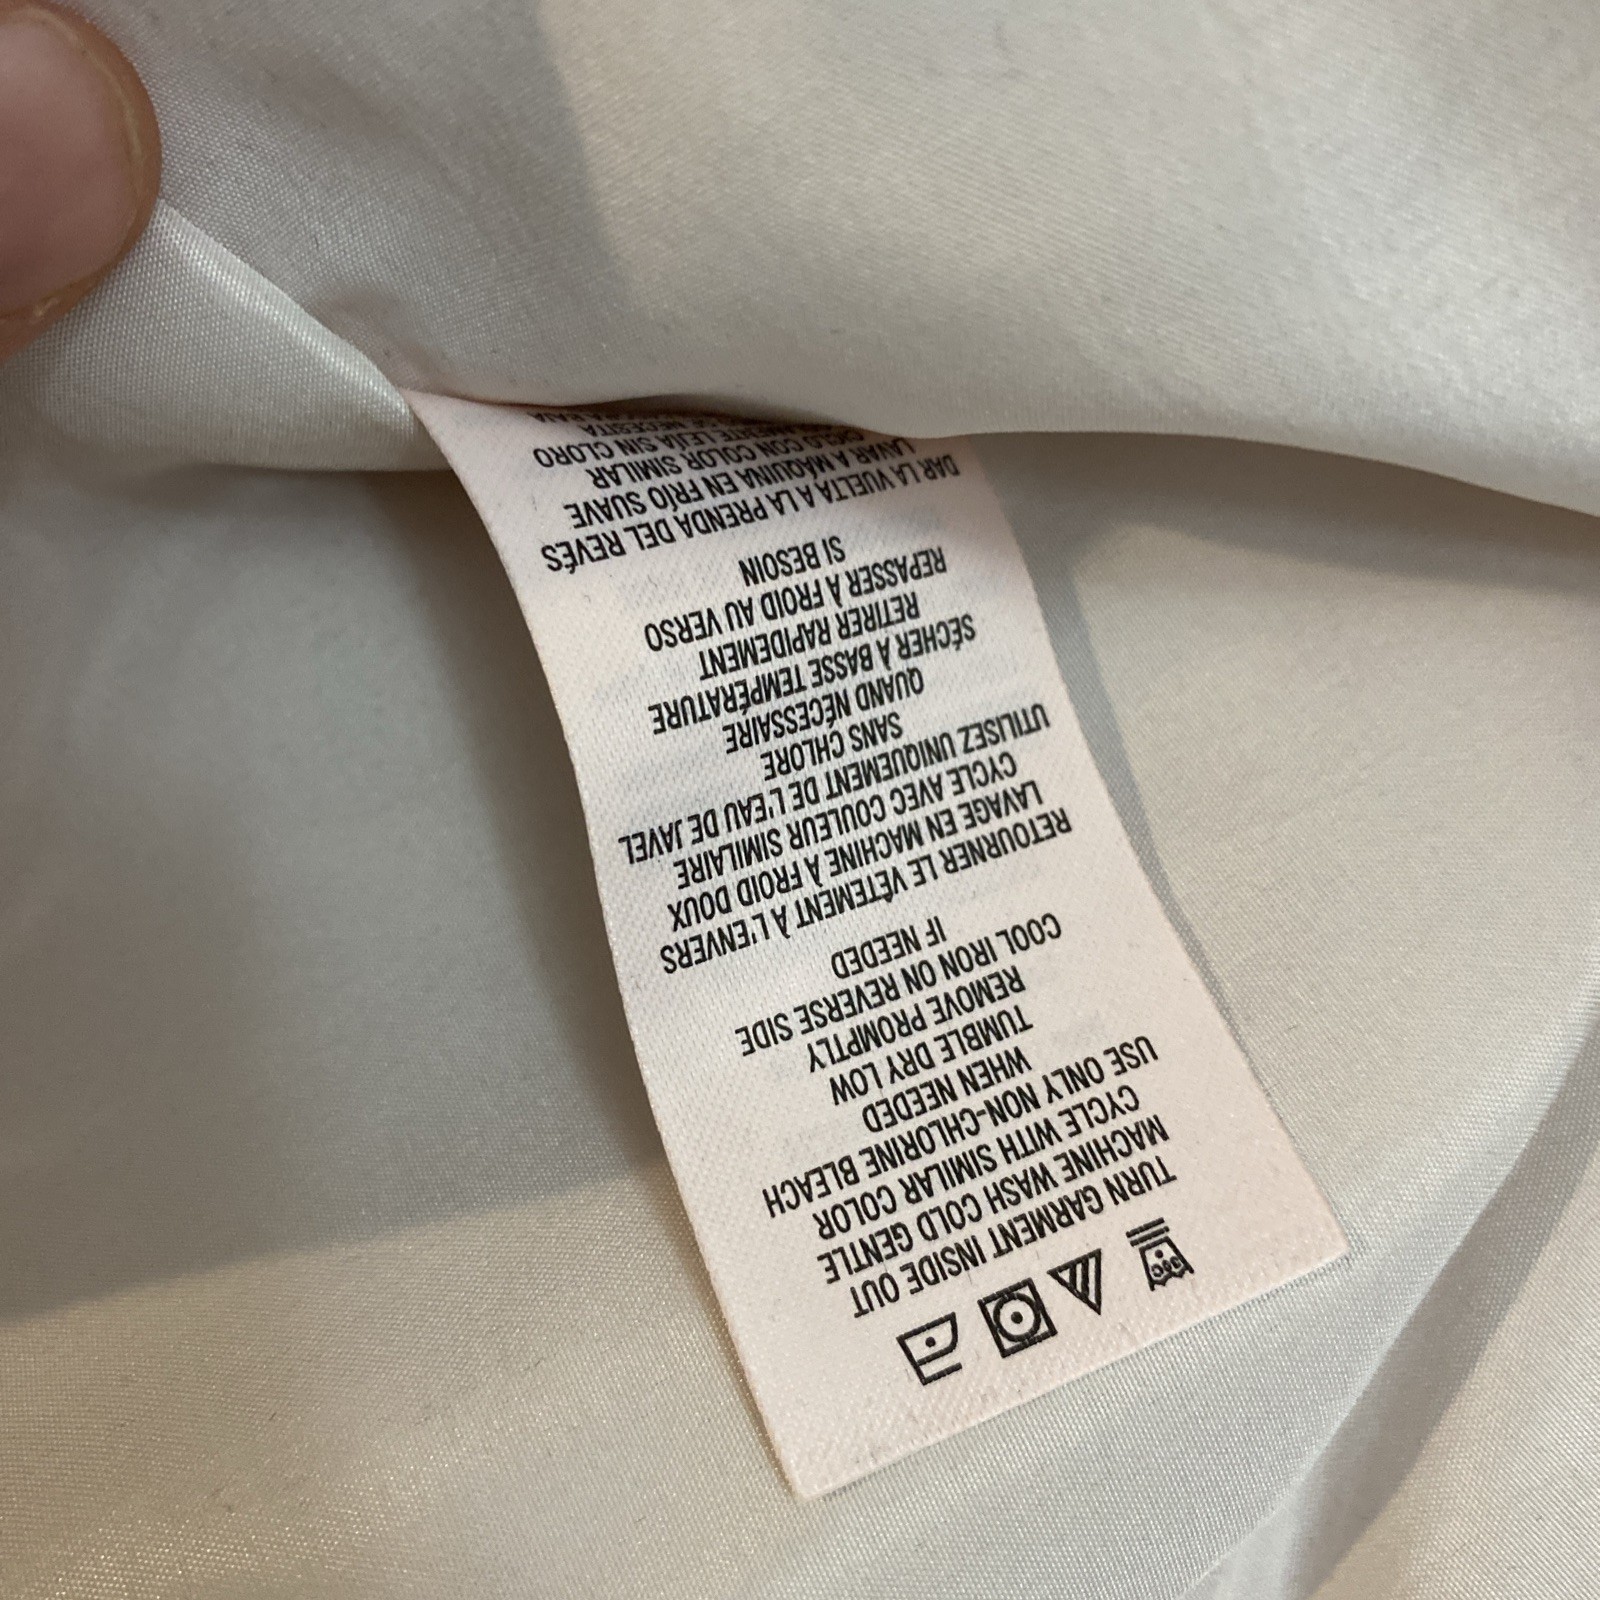 TURN GARMENT INSIDE OUT
MACHINE WASH COLD GENTLE
CYCLE WITH SIMILAR COLOR
USE ONLY NON-CHLORINE BLEACH
WHEN NEEDED
TUMBLE DRY LOW
REMOVE PROMPTLY
COOL IRON ON REVERSE SIDE
IF NEEDED
RETOURNER LE VÊTEMENT À L'ENVERS
LAVAGE EN MACHINE À FROID DOUX
CYCLE AVEC COULEUR SIMILAIRE
UTILISEZ UNIQUEMENT DE L'EAU DE JAVEL
SANS CHLORE
QUAND NÉCESSAIRE
SÉCHER À BASSE TEMPÉRATURE
RETIRER RAPIDEMENT
REPASSER À FROID AU VERSO
SI BESOIN
DAR LA VUELTA A LA PRENDA DEL REVÉS
LAVAR A MÁQUINA EN FRÍO SUAVE
CICLO CON COLOR SIMILAR
LEJÍA SIN CLORO
NECESITA
BAJA